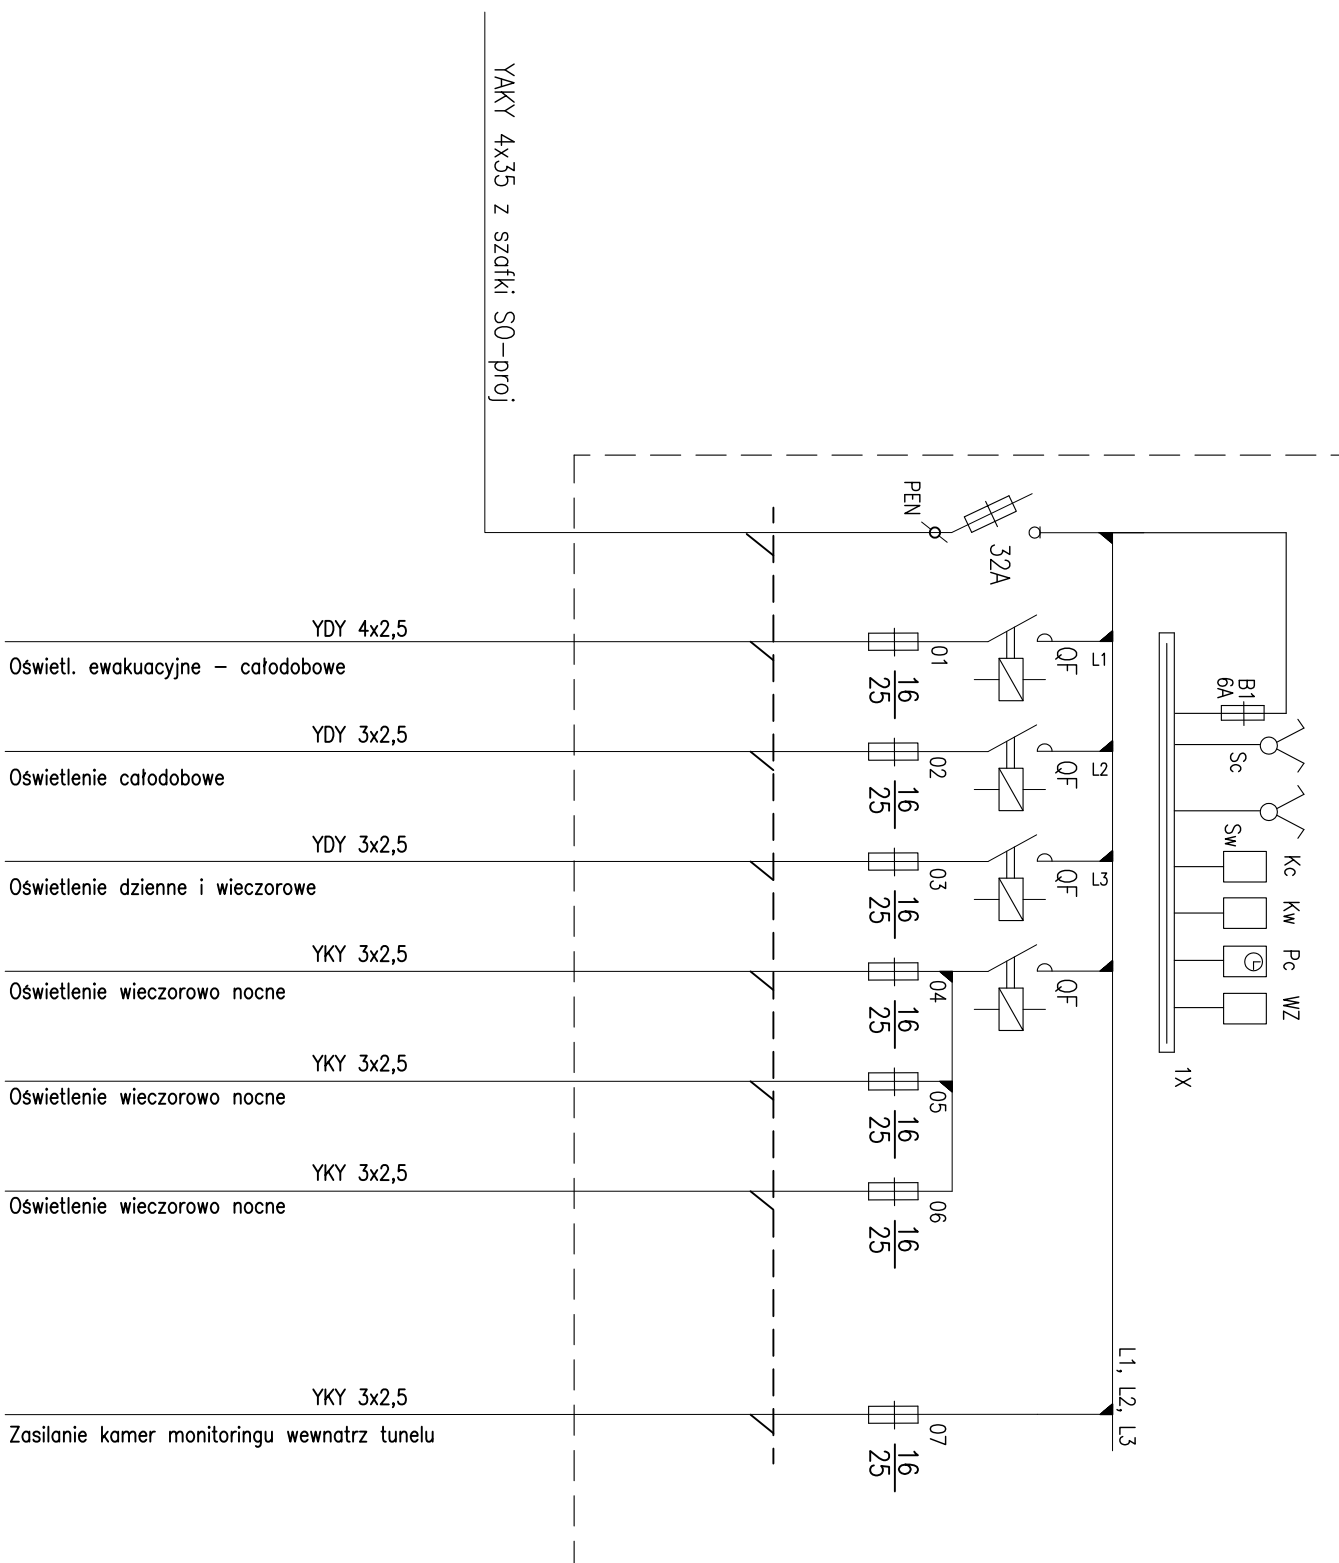 YAKY 4x35 z szafki SO-proj
PEN
32A
B1
6A
Sc
Sw
Kc
Kw
Pc
WZ
1X
YDY 4x2,5
Oświetl. ewakuacyjne – całodobowe
01
16
25
QF
L1
YDY 3x2,5
Oświetlenie całodobowe
02
16
25
QF
L2
YDY 3x2,5
Oświetlenie dzienne i wieczorowe
03
16
25
QF
L3
YKY 3x2,5
Oświetlenie wieczorowo nocne
04
16
25
QF
YKY 3x2,5
Oświetlenie wieczorowo nocne
05
16
25
YKY 3x2,5
Oświetlenie wieczorowo nocne
06
16
25
L1, L2, L3
YKY 3x2,5
Zasilanie kamer monitoringu wewnatrz tunelu
07
16
25